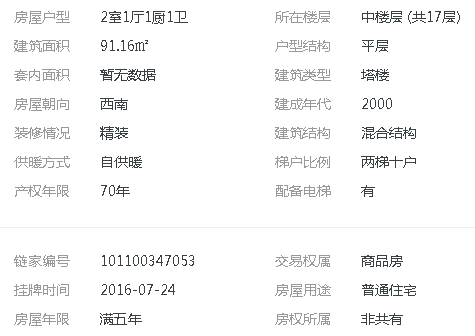 房屋户型 2室1厅1厨1卫 所在楼层 中楼层 (共17层)
建筑面积 91.16㎡ 户型结构 平层
套内面积 暂无数据 建筑类型 塔楼
房屋朝向 西南 建成年代 2000
装修情况 精装 建筑结构 混合结构
供暖方式 自供暖 梯户比例 两梯十户
产权年限 70年 配备电梯 有
链家编号 101100347053 交易权属 商品房
挂牌时间 2016-07-24 房屋用途 普通住宅
房屋年限 满五年 房权所属 非共有